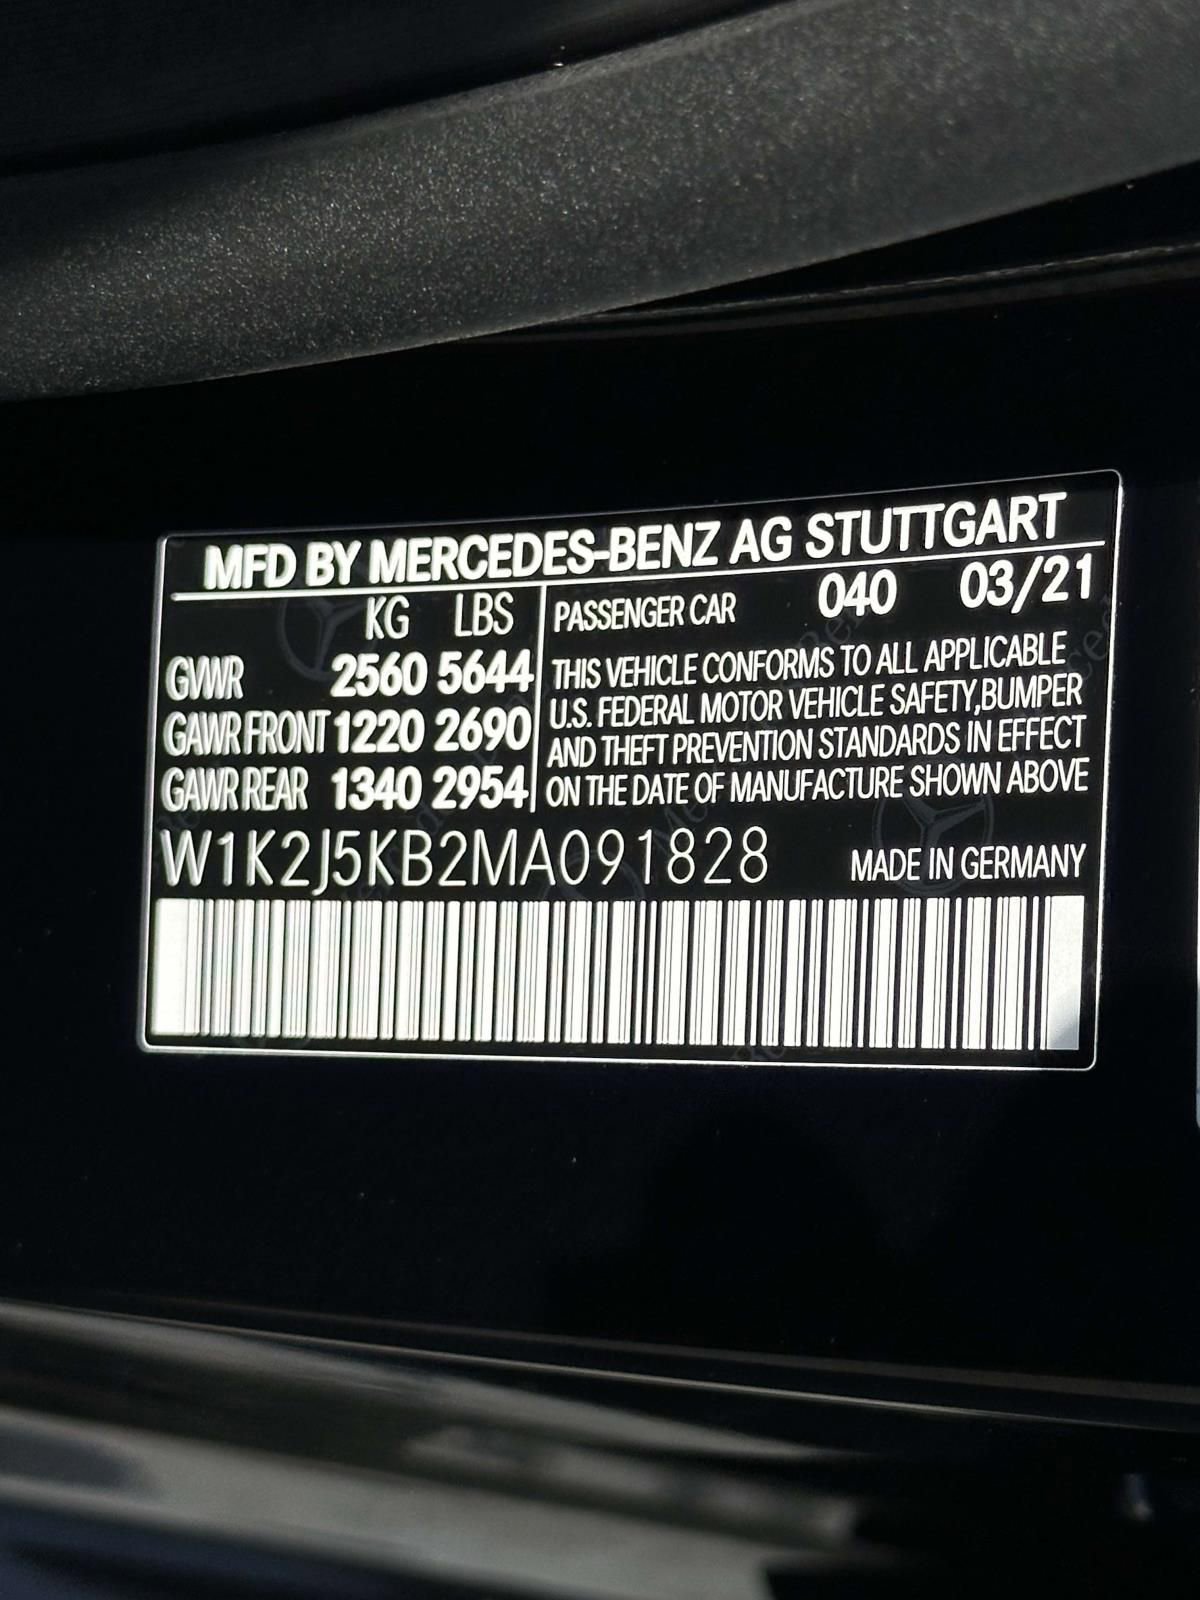 MFD BY MERCEDES-BENZ AG STUTTGART
KG LBS
GVWR 2560 5644
GAWR FRONT 1220 2690
GAWR REAR 1340 2954
PASSENGER CAR 040 03/21
THIS VEHICLE CONFORMS TO ALL APPLICABLE
U.S. FEDERAL MOTOR VEHICLE SAFETY,BUMPER
AND THEFT PREVENTION STANDARDS IN EFFECT
ON THE DATE OF MANUFACTURE SHOWN ABOVE
W1K2J5KB2MA091828 MADE IN GERMANY